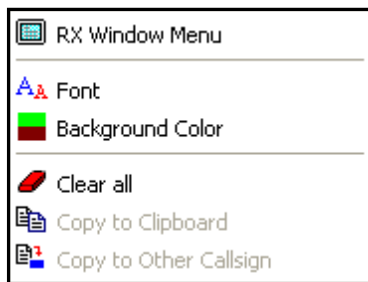 RX Window Menu
Font
Background Color
Clear all
Copy to Clipboard
Copy to Other Callsign